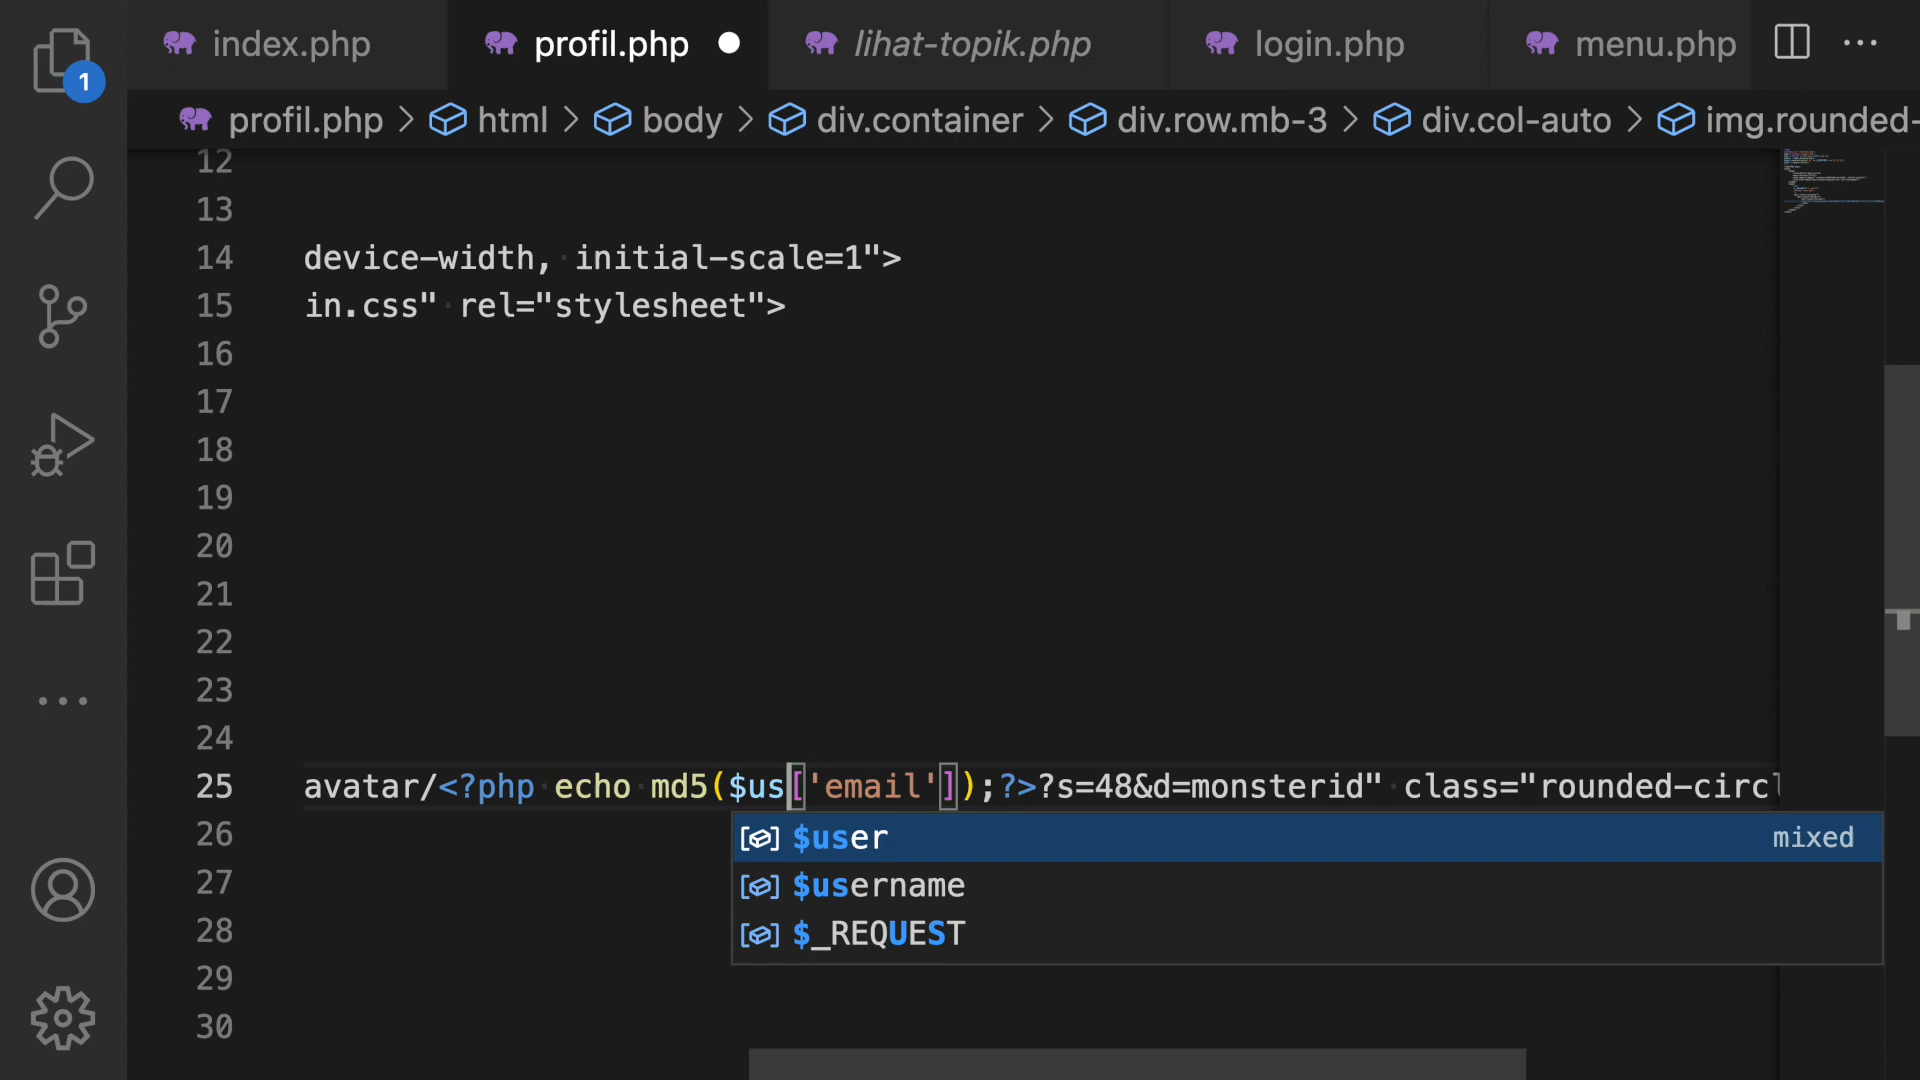 index.php profil.php lihat-topik.php login.php menu.php
1
profil.php html body div.container div.row.mb-3 div.col-auto img.rounded-
12
13
14 device-width, initial-scale=1">
15 in.css" rel="stylesheet">
16
17
18
19
20
21
22
23
24
25 avatar/<?php echo md5($us['email']);?>?s=48&d=monsterid" class="rounded-circl
26 $user mixed
27 $username
28 $_REQUEST
29
30